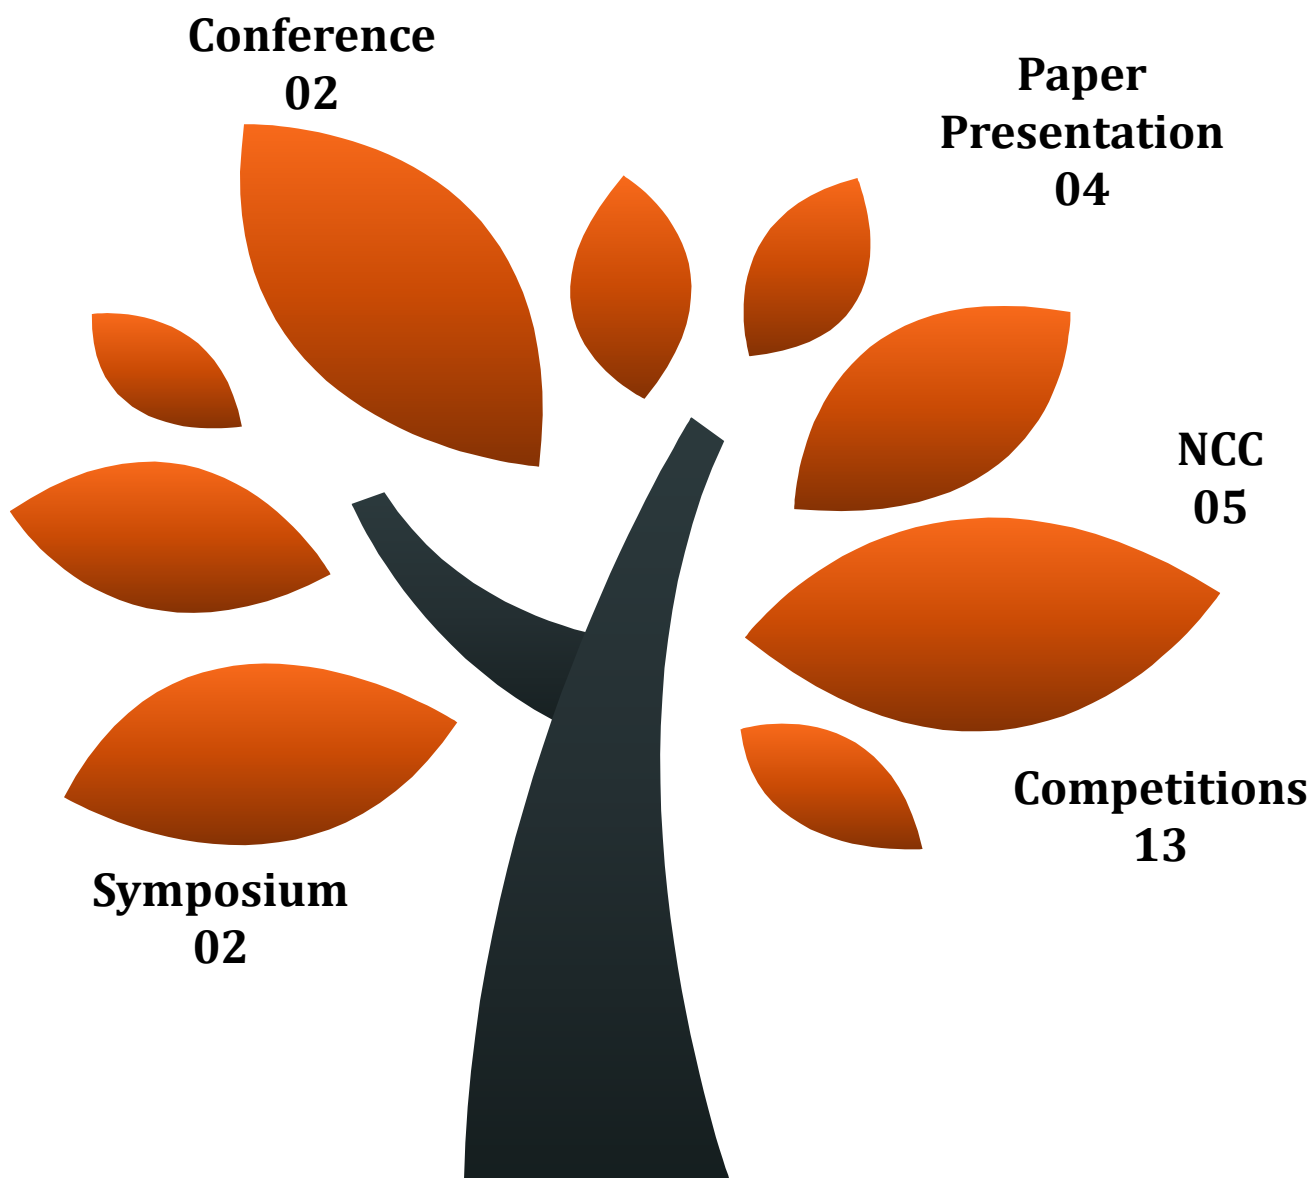 Conference
02
Paper
Presentation
04
NCC
05
Competitions
13
Symposium
02